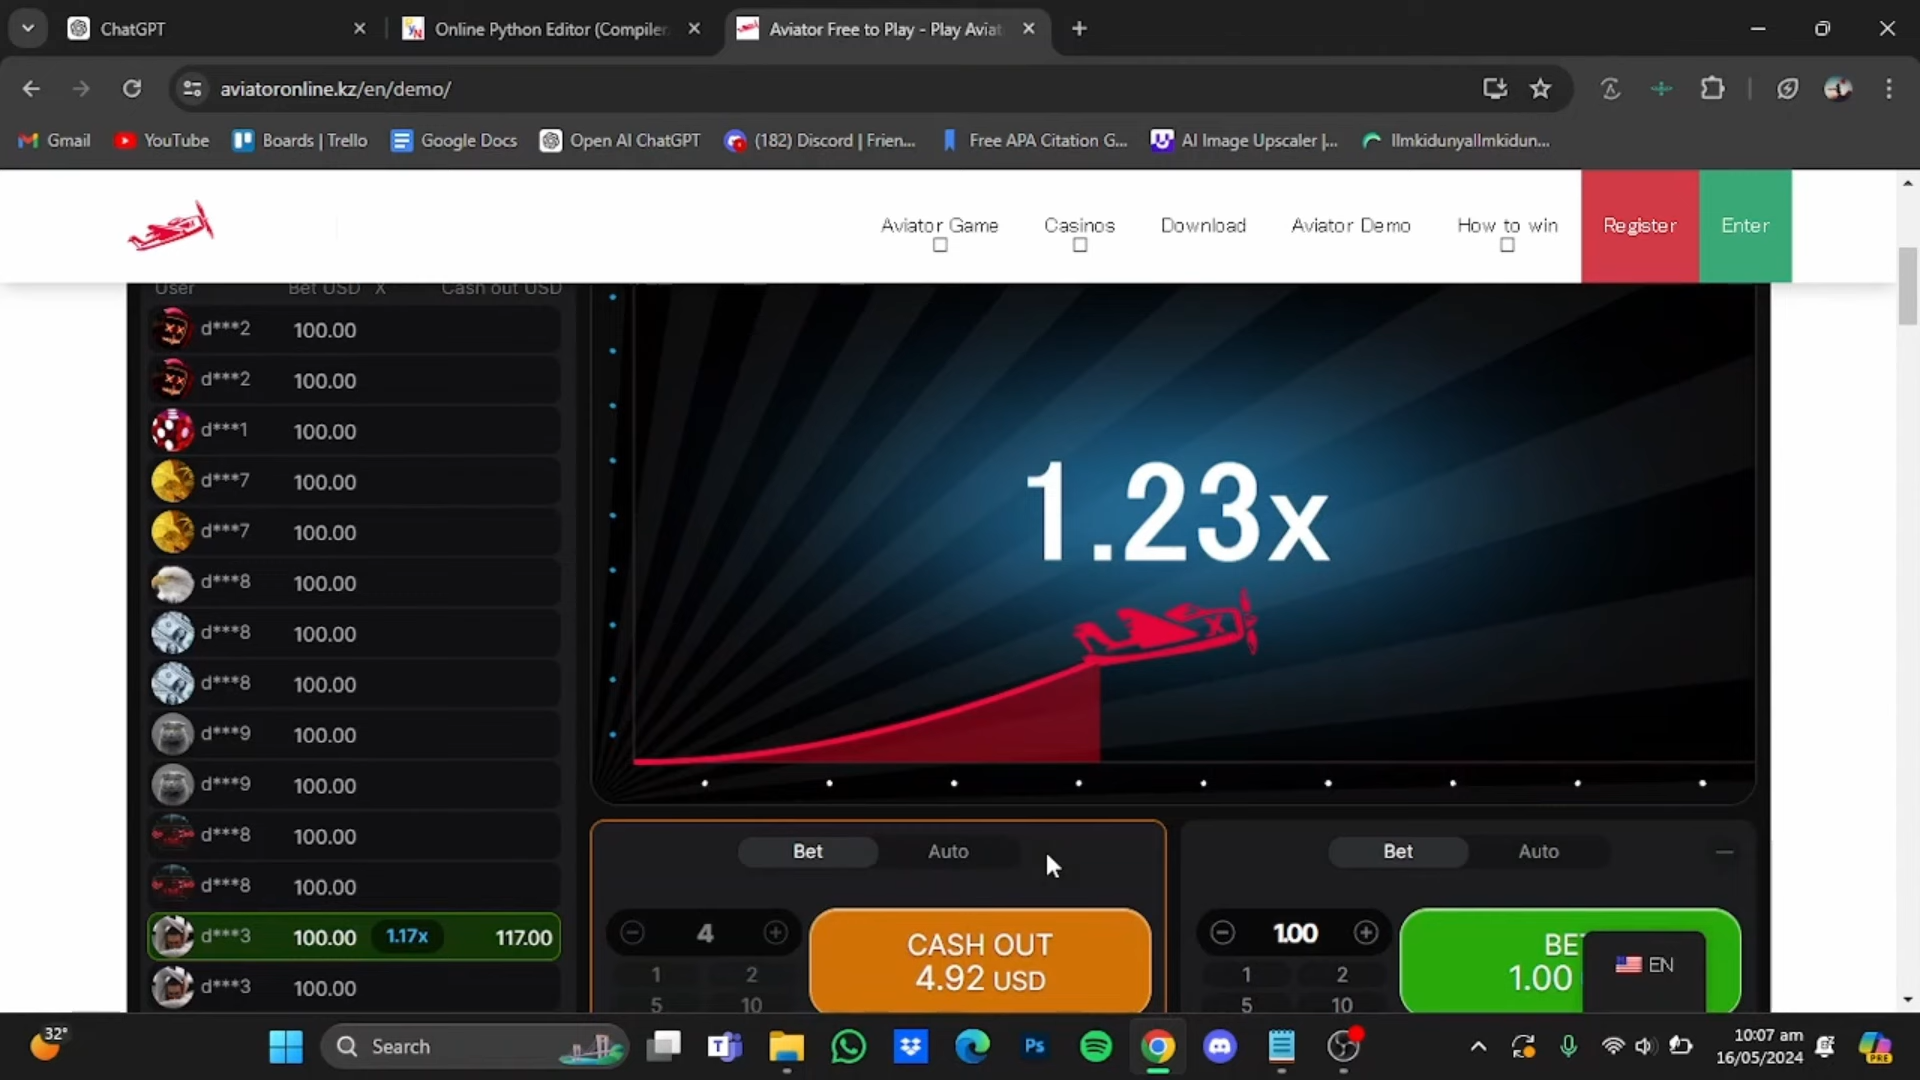 ChatGPT
Online Python Editor (Compiler
Aviator Free to Play - Play Aviat
aviatoronline.kz/en/demo/
Gmail
YouTube
Boards | Trello
Google Docs
Open AI ChatGPT
(182) Discord | Frien...
Free APA Citation G...
AI Image Upscaler |...
IlmkidunyaIlmkidun...
Aviator Game
Casinos
Download
Aviator Demo
How to win
Register
Enter
User Bet USD X Cash out USD
d***2 100.00
d***2 100.00
d***1 100.00
d***7 100.00
d***7 100.00
d***8 100.00
d***8 100.00
d***8 100.00
d***9 100.00
d***9 100.00
d***8 100.00
d***8 100.00
d***3 100.00 1.17x 117.00
d***3 100.00
1.23x
Bet Auto
4
1 2
5 10
CASH OUT
4.92 USD
Bet Auto
1.00
1 2
5 10
BET
1.00
EN
32°
Search
10:07 am
16/05/2024